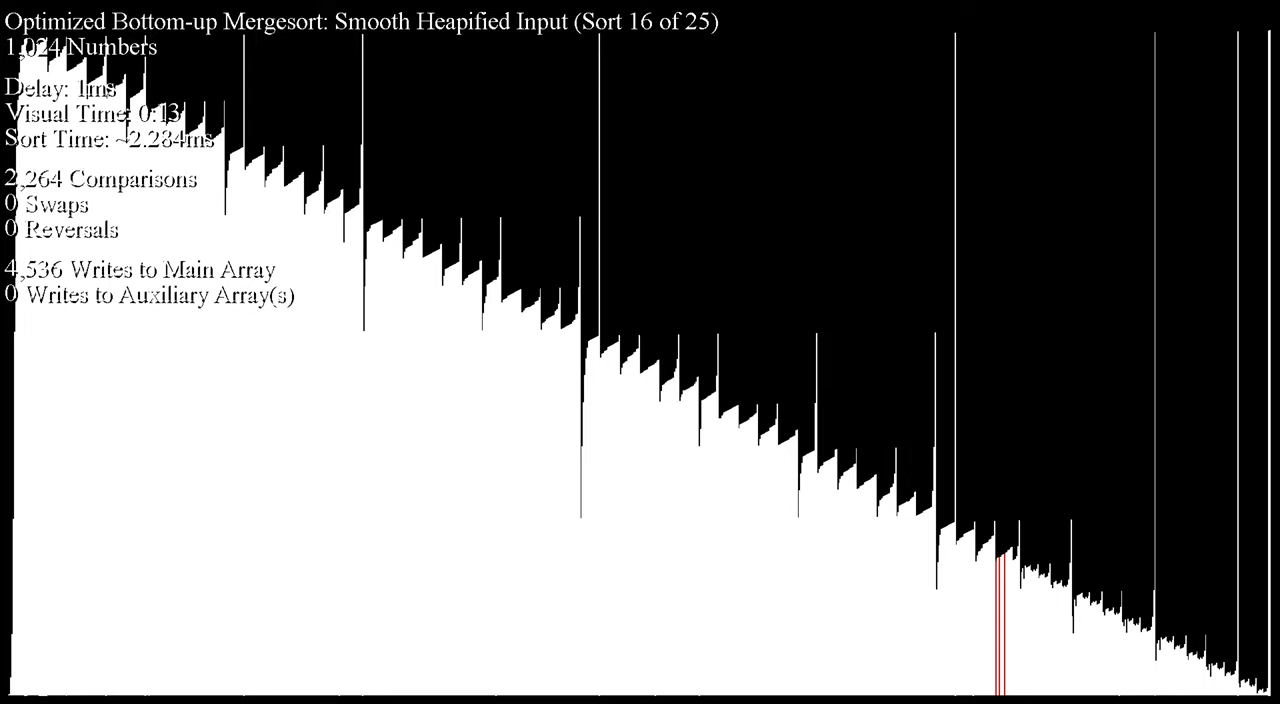 Optimized Bottom-up Mergesort: Smooth Heapified Input (Sort 16 of 25)
1,024 Numbers
Delay: 1ms
Visual Time: 0:13
Sort Time: ~2.284ms
2,264 Comparisons
0 Swaps
0 Reversals
4,536 Writes to Main Array
0 Writes to Auxiliary Array(s)